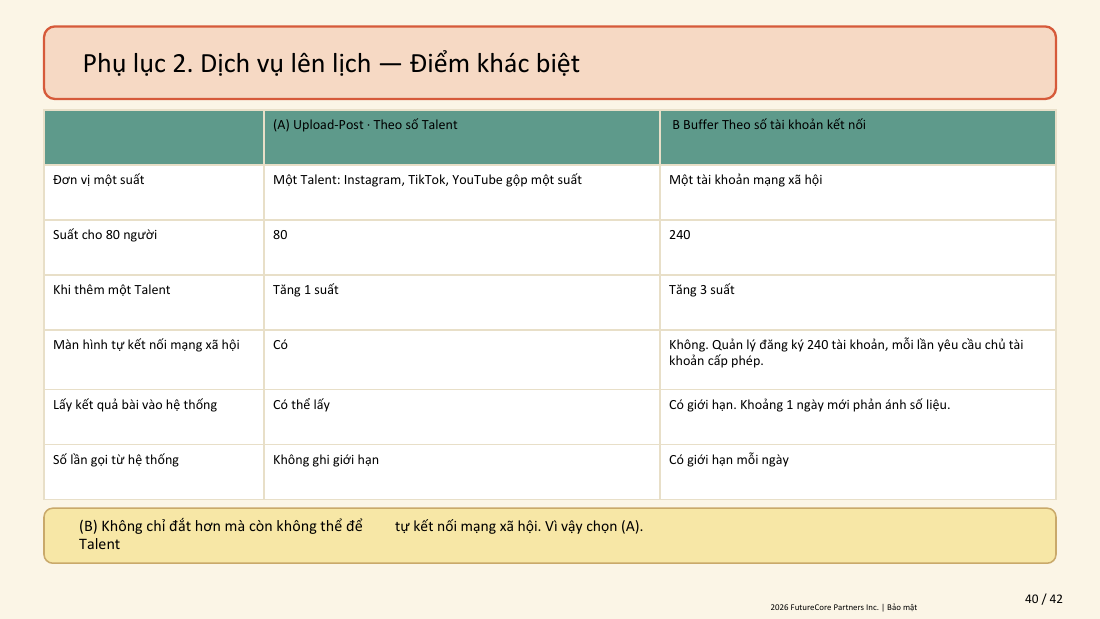 Phụ lục 2. Dịch vụ lên lịch — Điểm khác biệt
(A) Upload-Post · Theo số Talent
B Buffer Theo số tài khoản kết nối
Đơn vị một suất
Một Talent: Instagram, TikTok, YouTube gộp một suất
Một tài khoản mạng xã hội
Suất cho 80 người
80
240
Khi thêm một Talent
Tăng 1 suất
Tăng 3 suất
Màn hình tự kết nối mạng xã hội
Có
Không. Quản lý đăng ký 240 tài khoản, mỗi lần yêu cầu chủ tài
khoản cấp phép.
Lấy kết quả bài vào hệ thống
Có thể lấy
Có giới hạn. Khoảng 1 ngày mới phản ánh số liệu.
Số lần gọi từ hệ thống
Không ghi giới hạn
Có giới hạn mỗi ngày
(B) Không chỉ đắt hơn mà còn không thể để tự kết nối mạng xã hội. Vì vậy chọn (A).
Talent
40 / 42
2026 FutureCore Partners Inc. | Bảo mật